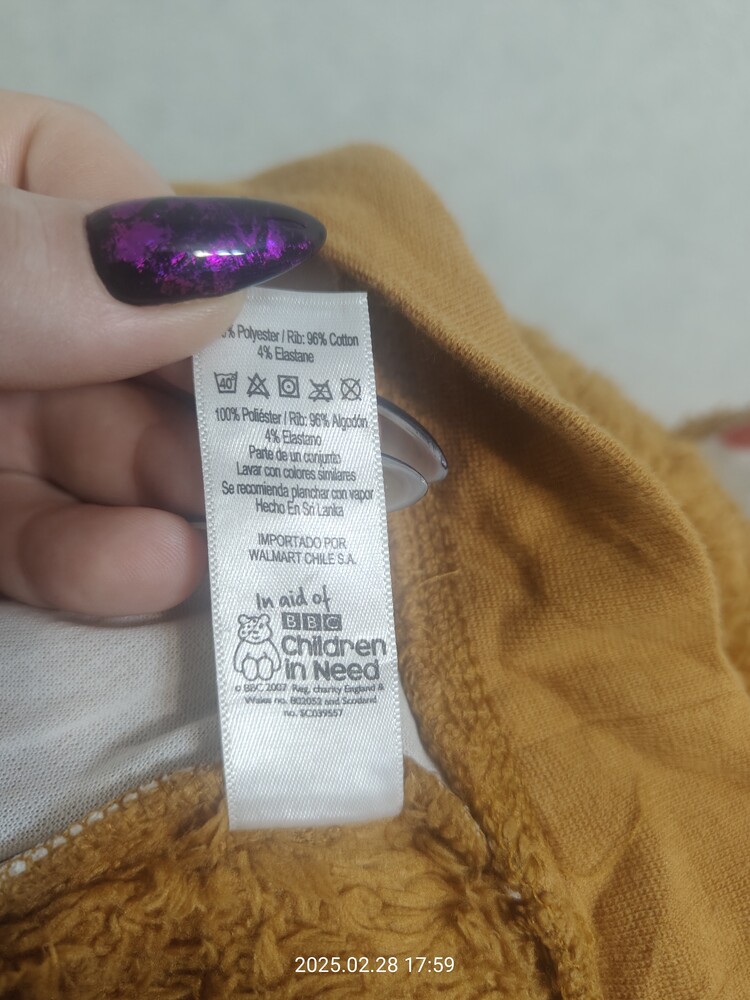 % Polyester / Rib: 96% Cotton
4% Elastane
40
100% Poliéster / Rib: 96% Algodón
4% Elastano
Parte de un conjunto
Lavar con colores similares
Se recomienda planchar con vapor
Hecho En Sri Lanka
IMPORTADO POR
WALMART CHILE S.A.
In aid of
BBC
Children
in Need
© BBC 2007 Reg. charity England &
Wales no. 802052 and Scotland
no. SC039557
2025.02.28 17:59